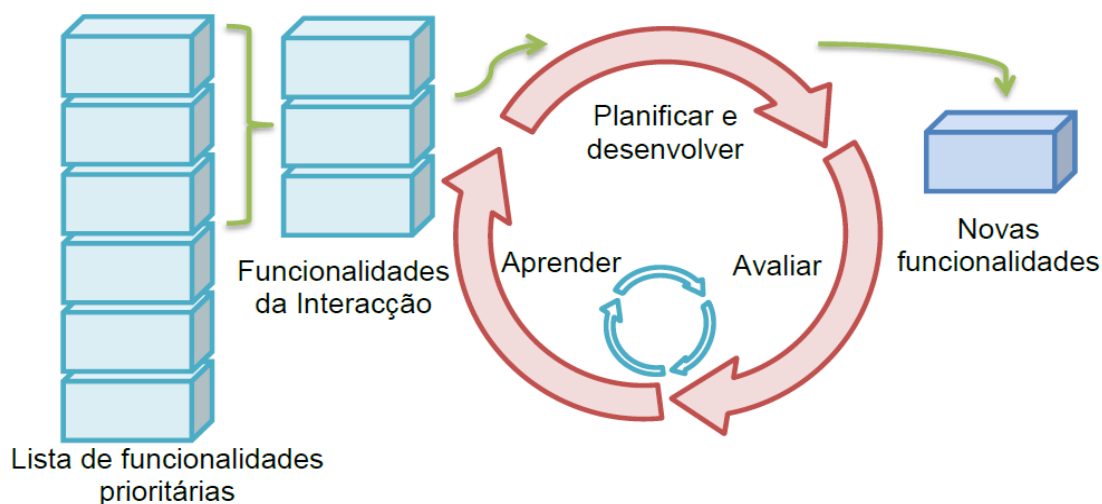 Planificar e
desenvolver
Novas
funcionalidades
Funcionalidades
da Interacção
Aprender
Avaliar
Lista de funcionalidades
prioritárias